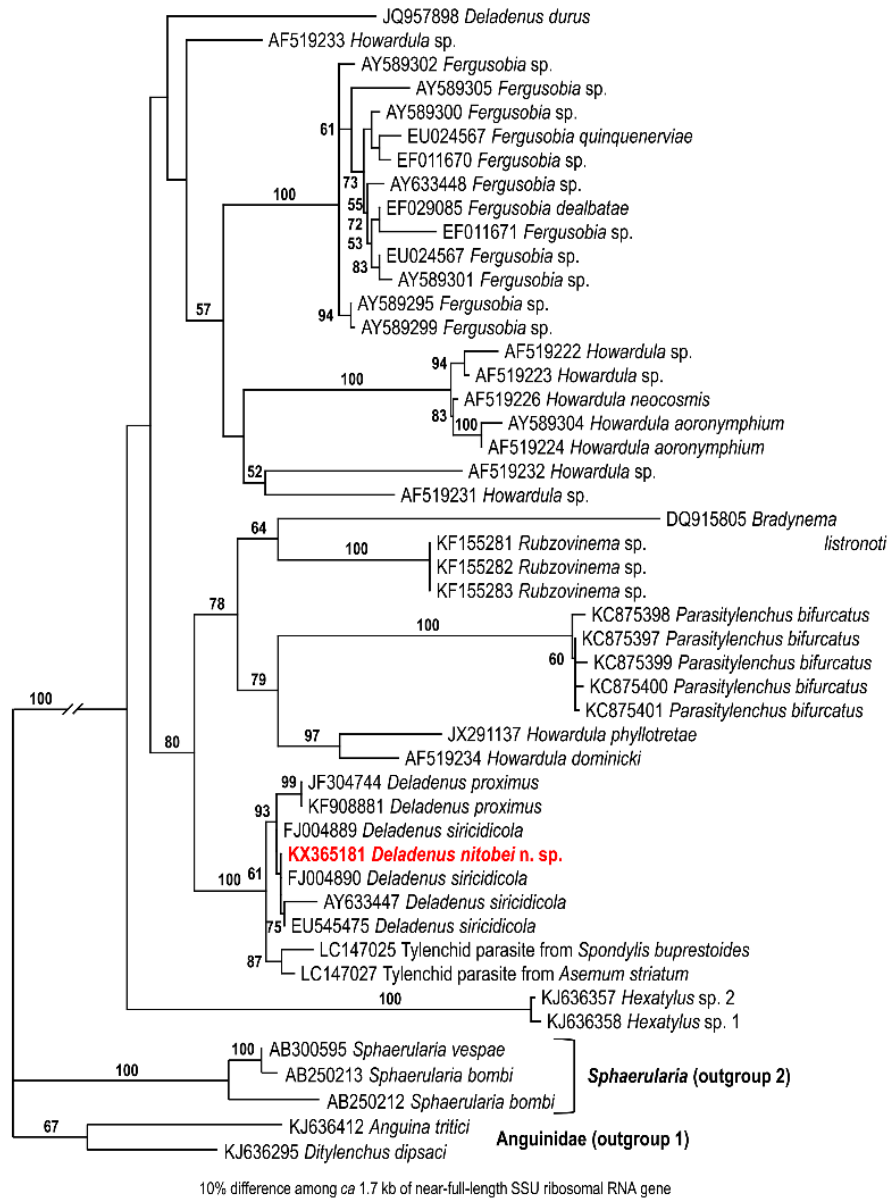 JQ957898 Deladenus durus
AF519233 Howardula sp.
AY589302 Fergusobia sp.
AY589305 Fergusobia sp.
AY589300 Fergusobia sp.
61
EU024567 Fergusobia quinquenerviae
EF011670 Fergusobia sp.
73
AY633448 Fergusobia sp.
100
55
EF029085 Fergusobia dealbatae
72
EF011671 Fergusobia sp.
53
EU024567 Fergusobia sp.
83
AY589301 Fergusobia sp.
57
AY589295 Fergusobia sp.
94
AY589299 Fergusobia sp.
AF519222 Howardula sp.
94
AF519223 Howardula sp.
100
AF519226 Howardula neocosmis
83
100
AY589304 Howardula aoronymphium
AF519224 Howardula aoronymphium
52
AF519232 Howardula sp.
AF519231 Howardula sp.
DQ915805 Bradynema
listronoti
64
KF155281 Rubzovinema sp.
100
KF155282 Rubzovinema sp.
KF155283 Rubzovinema sp.
78
KC875398 Parasitylenchus bifurcatus
100
KC875397 Parasitylenchus bifurcatus
60
KC875399 Parasitylenchus bifurcatus
79
KC875400 Parasitylenchus bifurcatus
100
KC875401 Parasitylenchus bifurcatus
97
JX291137 Howardula phyllotretae
80
AF519234 Howardula dominicki
99
JF304744 Deladenus proximus
93
KF908881 Deladenus proximus
FJ004889 Deladenus siricidicola
KX365181 Deladenus nitobei n. sp.
100
61
FJ004890 Deladenus siricidicola
AY633447 Deladenus siricidicola
75
EU545475 Deladenus siricidicola
LC147025 Tylenchid parasite from Spondylis buprestoides
87
LC147027 Tylenchid parasite from Asemum striatum
100
KJ636357 Hexatylus sp. 2
KJ636358 Hexatylus sp. 1
100
AB300595 Sphaerularia vespae
100
AB250213 Sphaerularia bombi
Sphaerularia (outgroup 2)
AB250212 Sphaerularia bombi
67
KJ636412 Anguina tritici
Anguinidae (outgroup 1)
KJ636295 Ditylenchus dipsaci
10% difference among ca 1.7 kb of near-full-length SSU ribosomal RNA gene